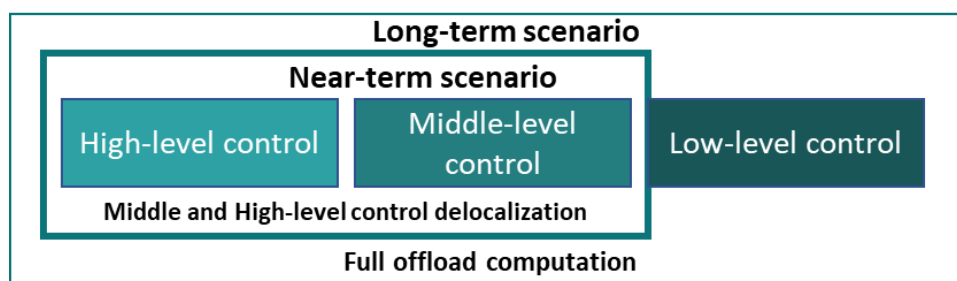 Long-term scenario
Near-term scenario
High-level control
Middle-level
control
Low-level control
Middle and High-level control delocalization
Full offload computation